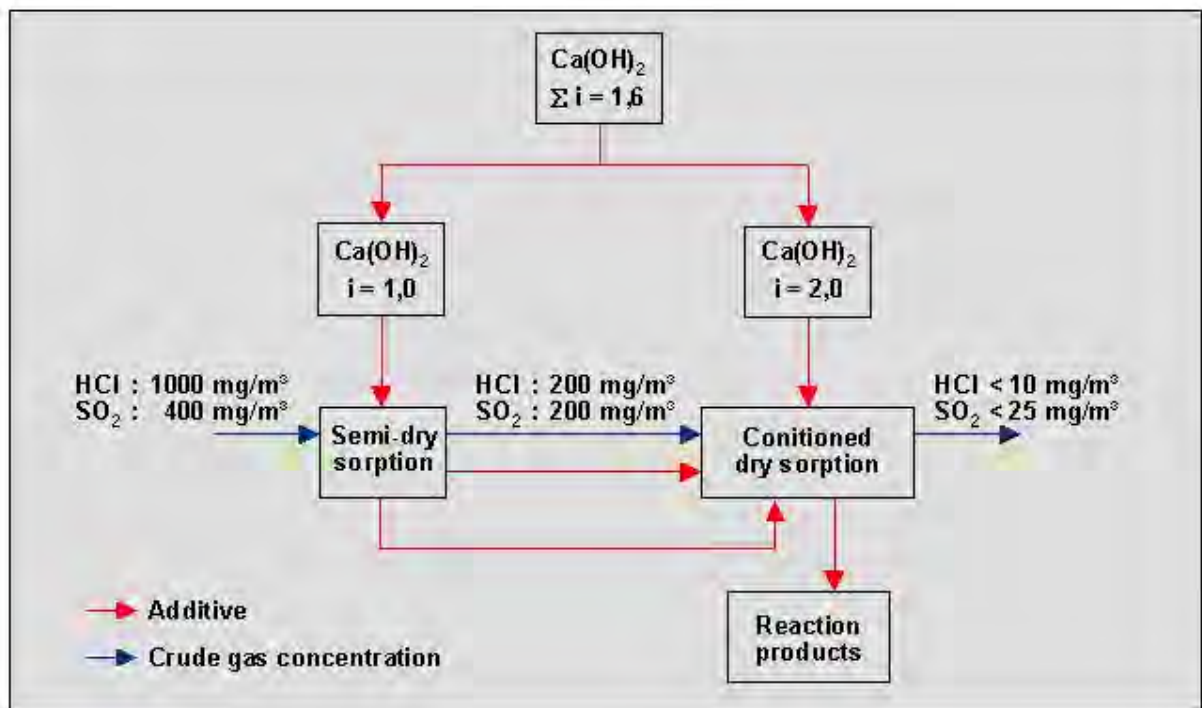 Ca(OH)₂
Σ i = 1,6
Ca(OH)₂
i = 1,0
Ca(OH)₂
i = 2,0
HCl : 1000 mg/m³
SO₂ : 400 mg/m³
HCl : 200 mg/m³
SO₂ : 200 mg/m³
HCl < 10 mg/m³
SO₂ < 25 mg/m³
Semi-dry
sorption
Conitioned
dry sorption
Additive
Crude gas concentration
Reaction
products